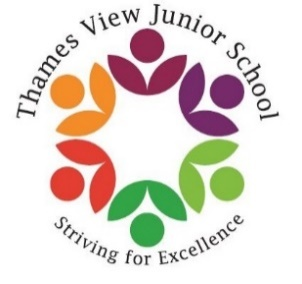 Thames View Junior School
Striving for Excellence